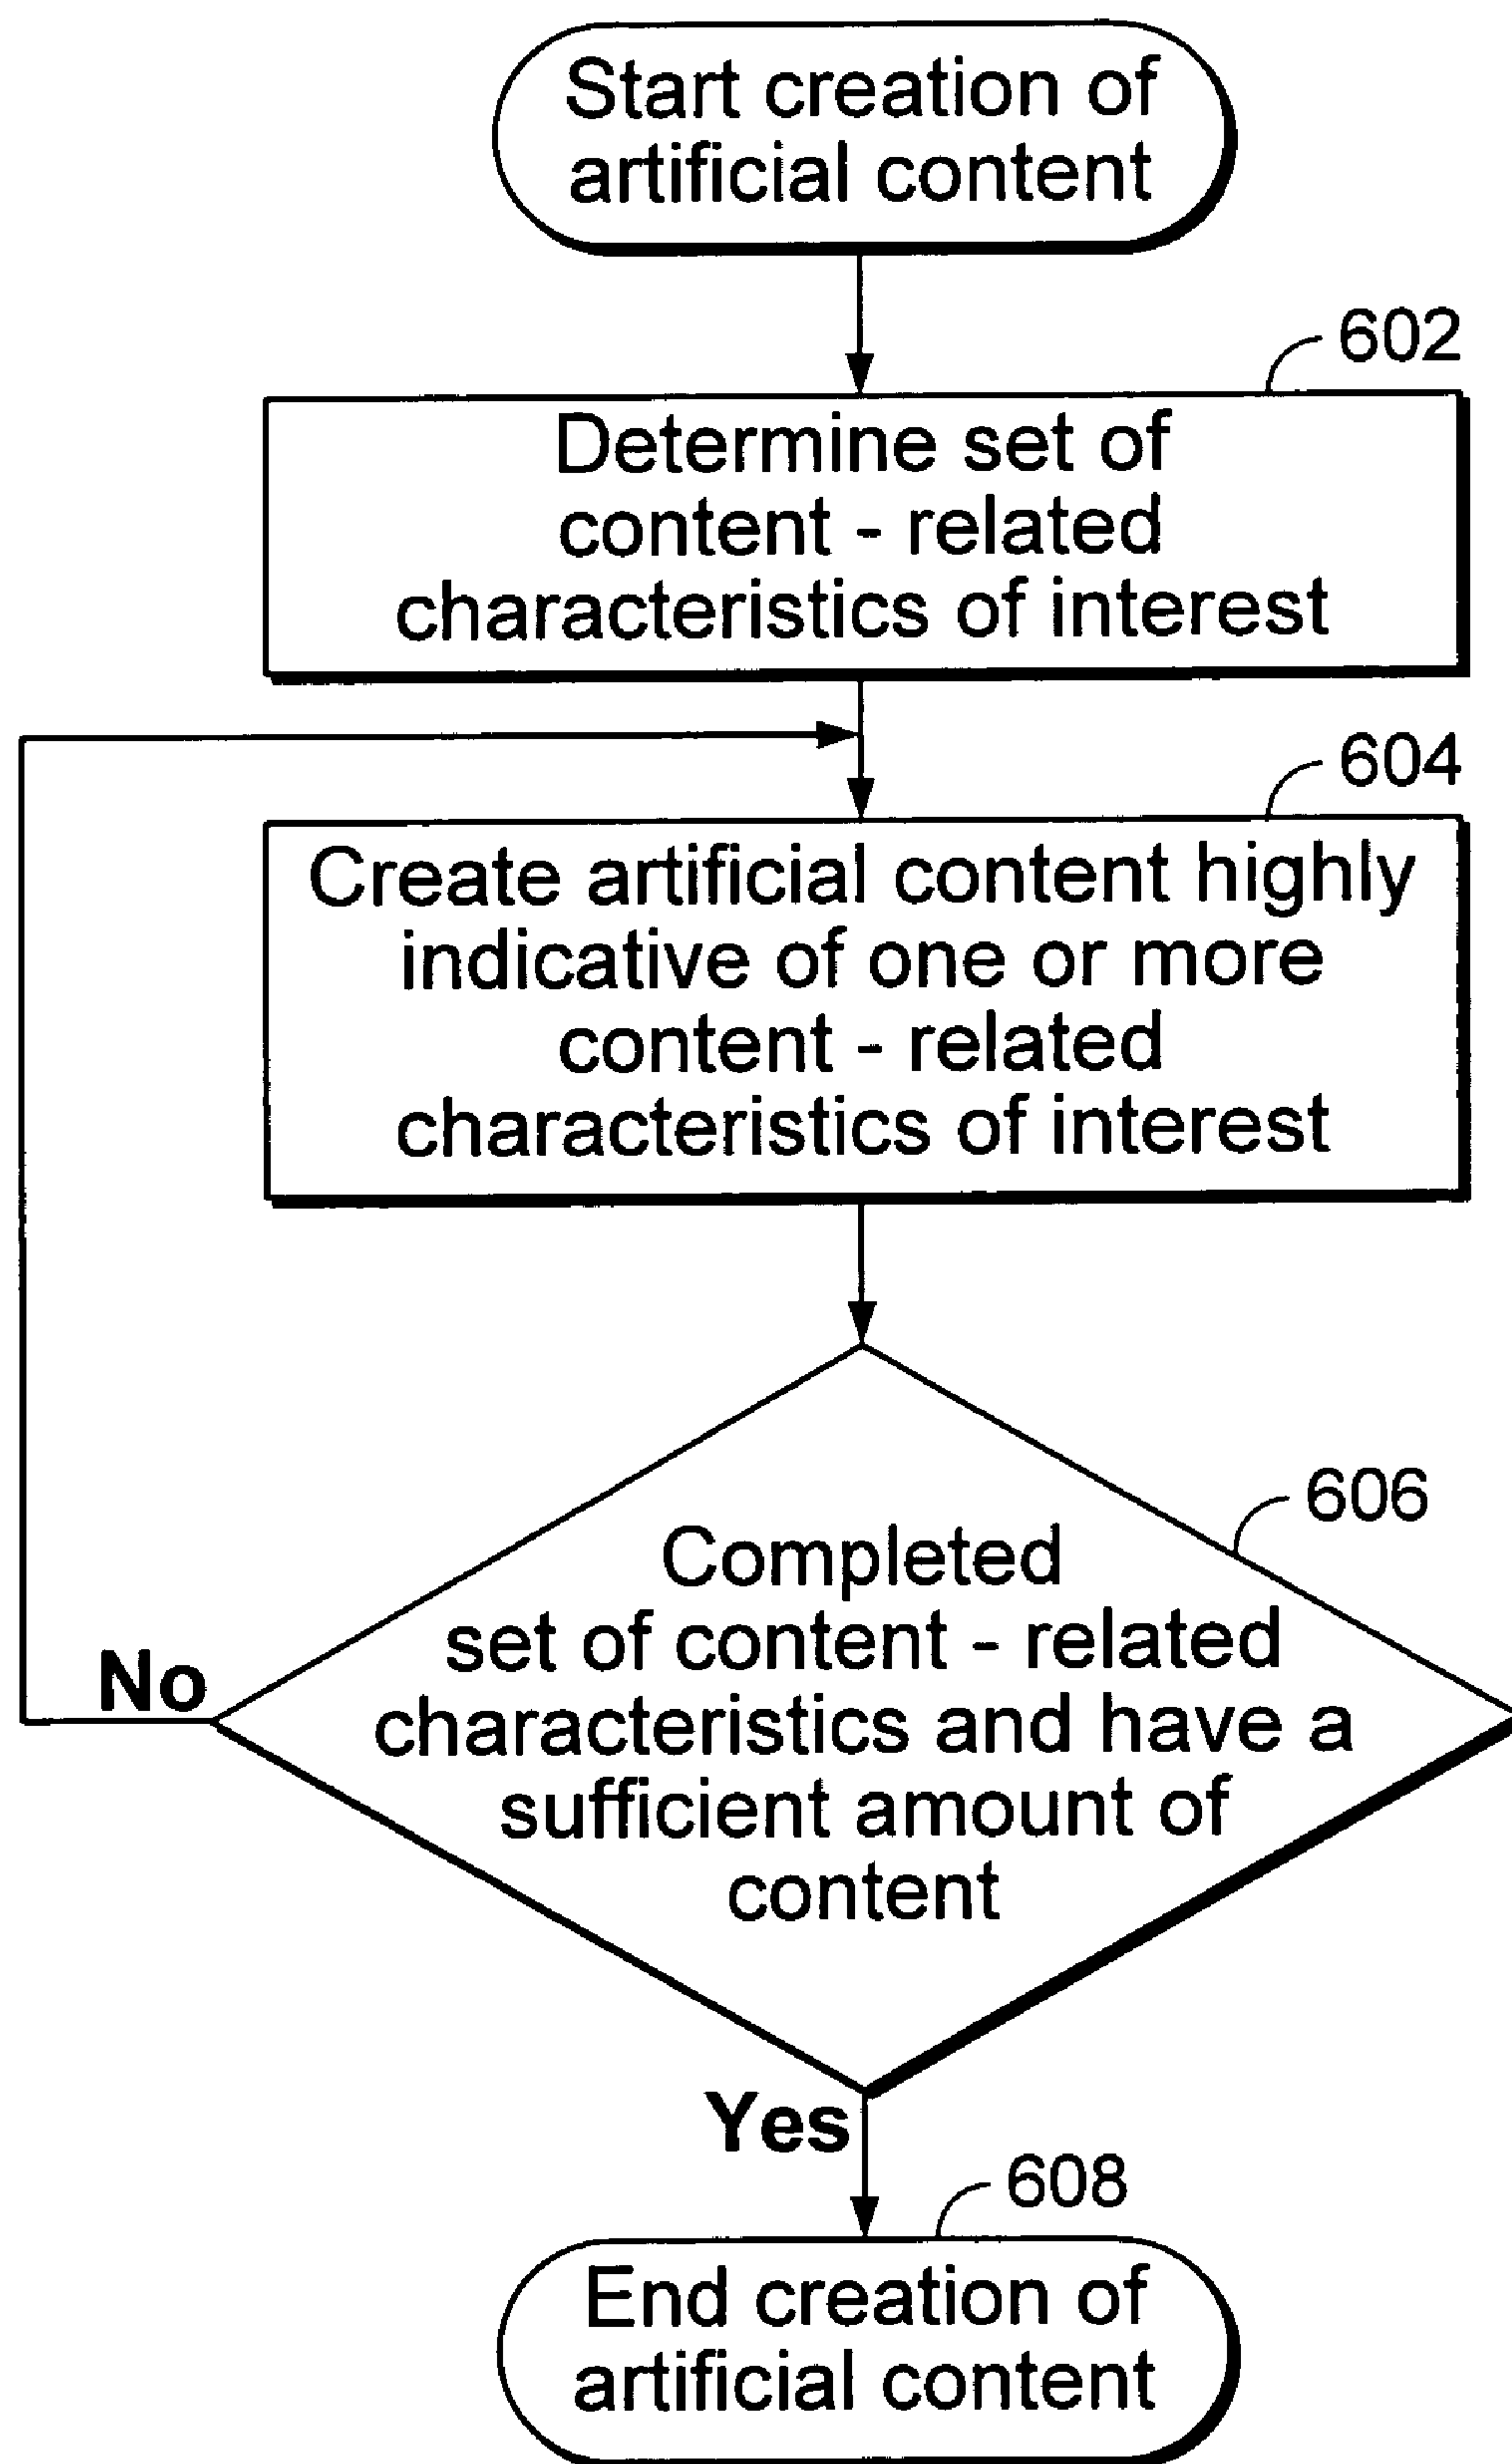 Start creation of
artificial content
602
Determine set of
content - related
characteristics of interest
604
Create artificial content highly
indicative of one or more
content - related
characteristics of interest
606
Completed
set of content - related
characteristics and have a
sufficient amount of
content
No
Yes
608
End creation of
artificial content